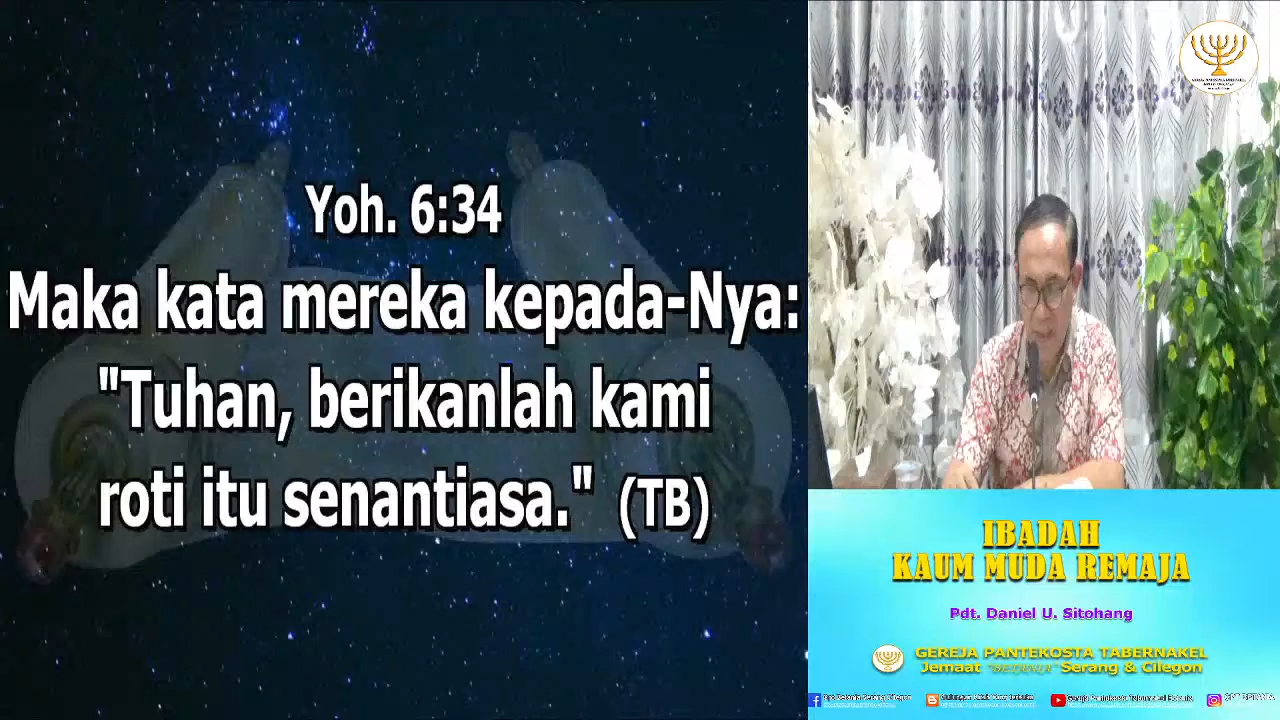 Yoh. 6:34
Maka kata mereka kepada-Nya:
"Tuhan, berikanlah kami
roti itu senantiasa." (TB)
IBADAH
KAUM MUDA REMAJA
Pdt. Daniel U. Sitohang
GEREJA PANTEKOSTA TABERNAKEL
Jemaat "BETANIA" Serang & Cilegon